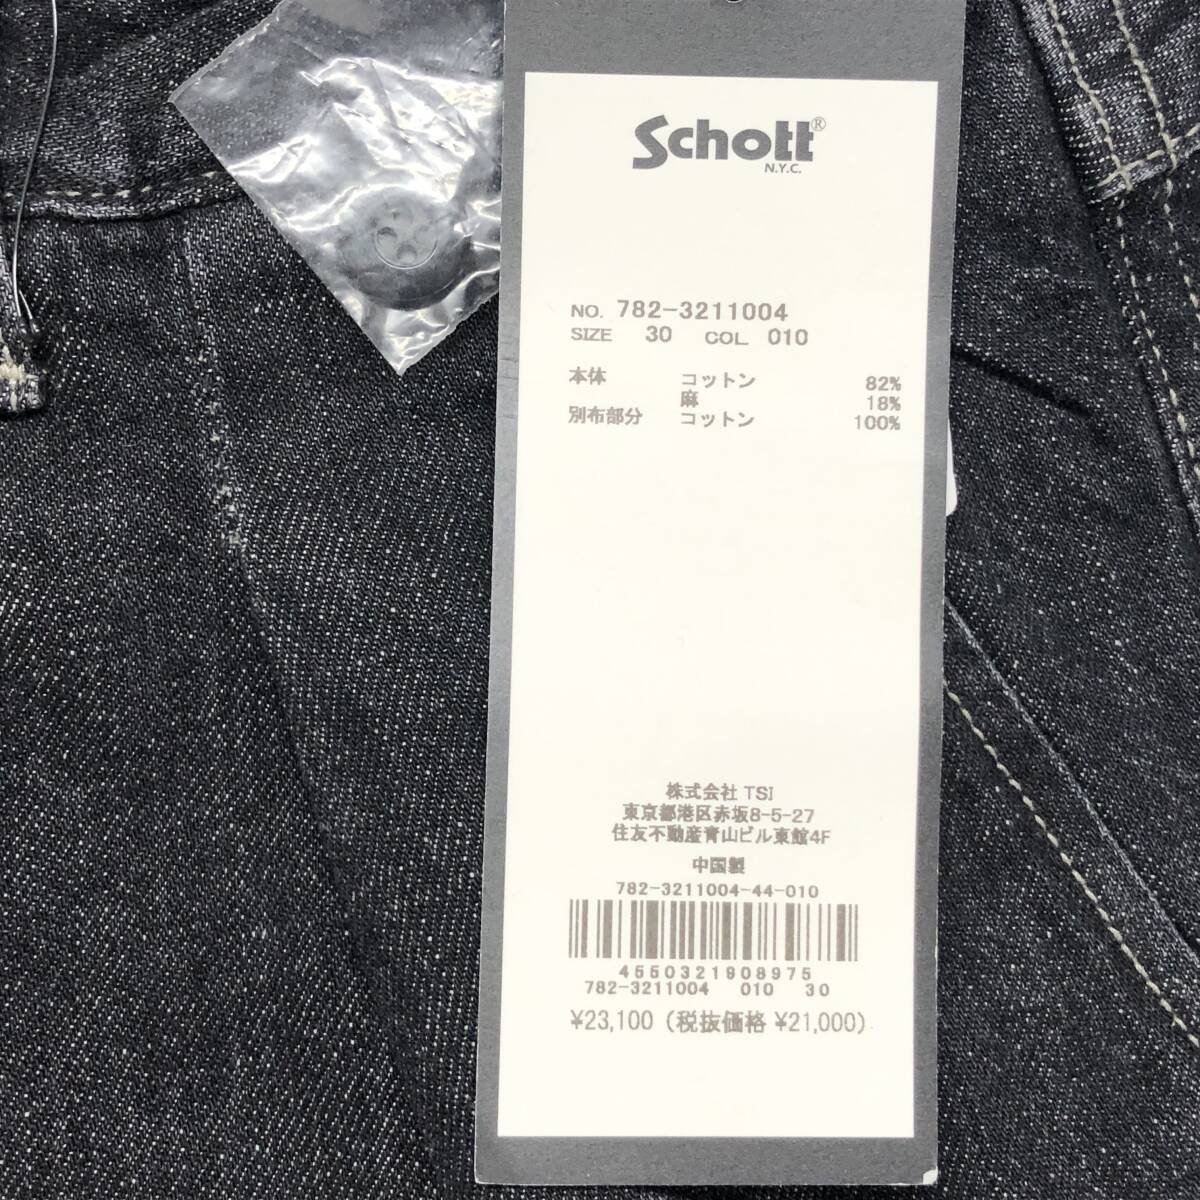 Schott®
N.Y.C.
NO. 782-3211004
SIZE 30 COL 010
本体 コットン 82%
麻 18%
別布部分 コットン 100%
株式会社 TSI
東京都港区赤坂8-5-27
住友不動産青山ビル東館4F
中国製
782-3211004-44-010
4550321908975
782-3211004 010 30
¥23,100 (税抜価格 ¥21,000)